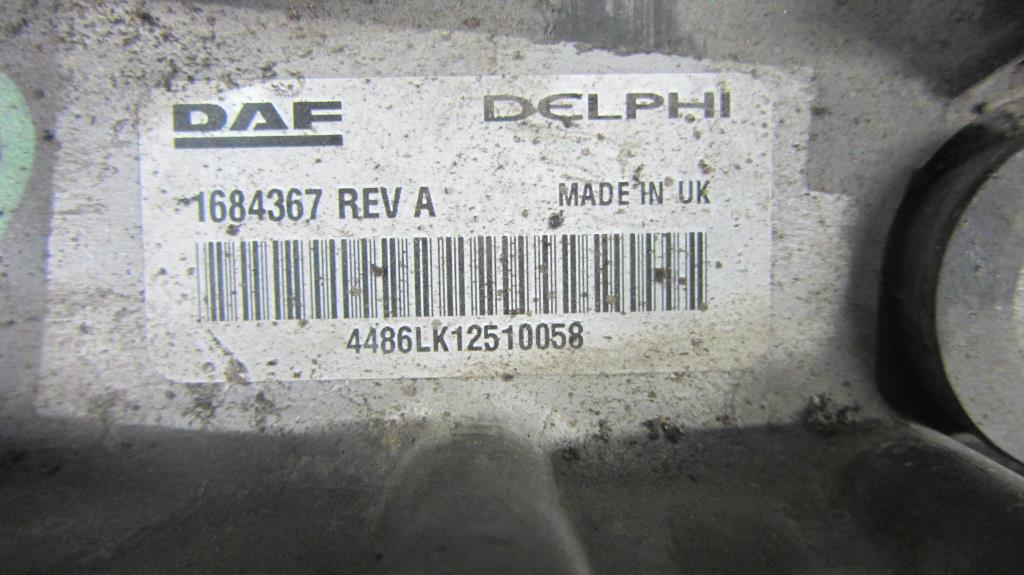 DAF DELPHI
1684367 REV A MADE IN UK
4486LK12510058